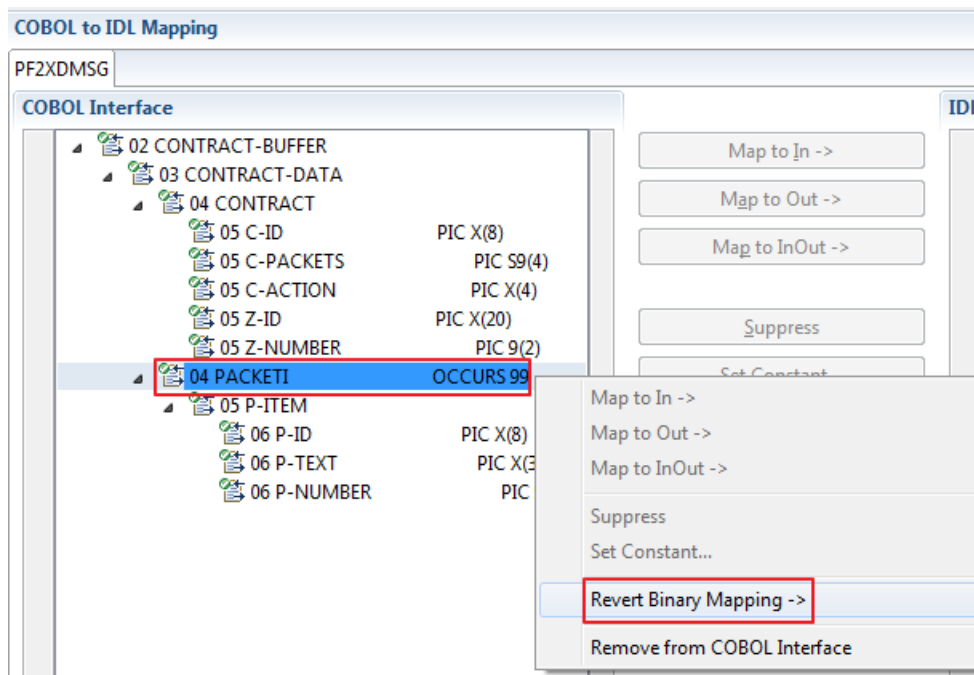 COBOL to IDL Mapping
PF2XDMSG
COBOL Interface
02 CONTRACT-BUFFER
03 CONTRACT-DATA
04 CONTRACT
05 C-ID PIC X(8)
05 C-PACKETS PIC S9(4)
05 C-ACTION PIC X(4)
05 Z-ID PIC X(20)
05 Z-NUMBER PIC 9(2)
04 PACKETI OCCURS 99
05 P-ITEM
06 P-ID PIC X(8)
06 P-TEXT PIC X(3
06 P-NUMBER PIC
Map to In ->
Map to Out ->
Map to InOut ->
Suppress
Set Constant...
Map to In ->
Map to Out ->
Map to InOut ->
Suppress
Set Constant...
Revert Binary Mapping ->
Remove from COBOL Interface